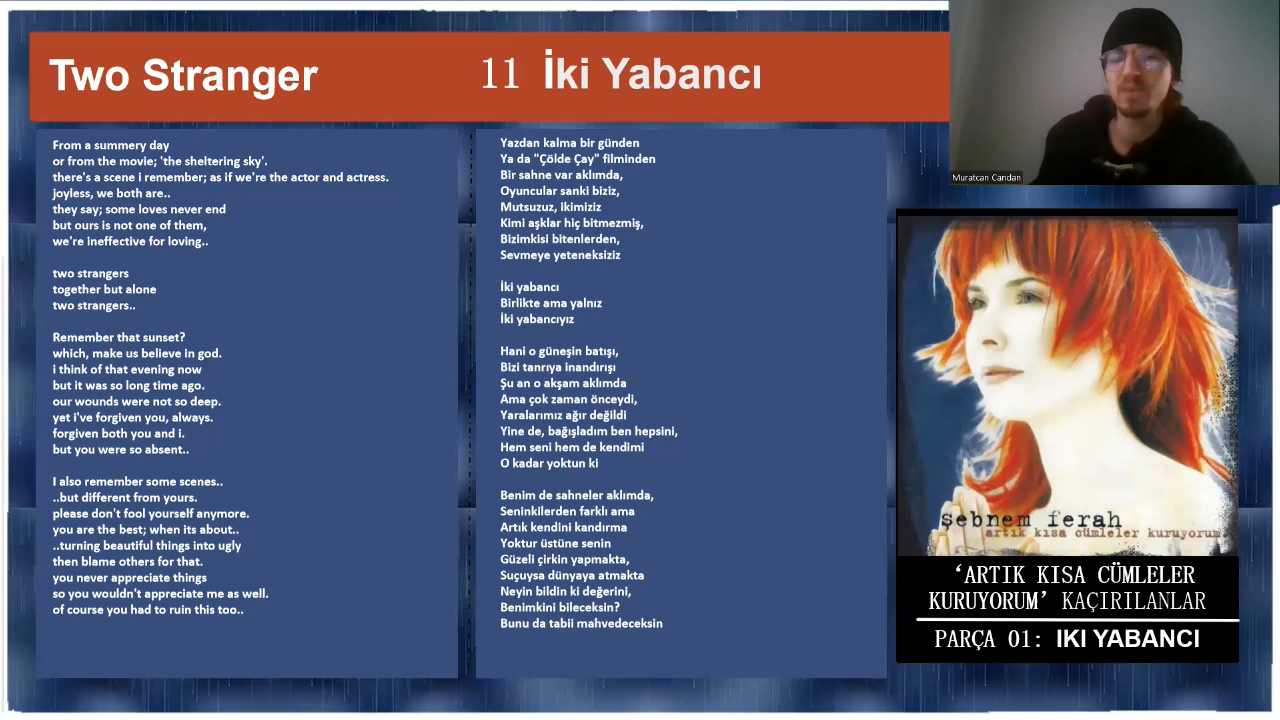 Two Stranger
11 İki Yabancı
From a summery day
or from the movie; 'the sheltering sky'.
there's a scene i remember; as if we're the actor and actress.
joyless, we both are..
they say; some loves never end
but ours is not one of them,
we're ineffective for loving..
two strangers
together but alone
two strangers..
Remember that sunset?
which, make us believe in god.
i think of that evening now
but it was so long time ago.
our wounds were not so deep.
yet i've forgiven you, always.
forgiven both you and i.
but you were so absent..
I also remember some scenes..
..but different from yours.
please don't fool yourself anymore.
you are the best; when its about..
..turning beautiful things into ugly
then blame others for that.
you never appreciate things
so you wouldn't appreciate me as well.
of course you had to ruin this too..
Yazdan kalma bir günden
Ya da "Çölde Çay" filminden
Bir sahne var aklımda,
Oyuncular sanki biziz,
Mutsuzuz, ikimiziz
Kimi aşklar hiç bitmezmiş,
Bizimkisi bitenlerden,
Sevmeye yeteneksiziz
İki yabancı
Birlikte ama yalnız
İki yabancıyız
Hani o güneşin batışı,
Bizi tanrıya inandırışı
Şu an o akşam aklımda
Ama çok zaman önceydi,
Yaralarımız ağır değildi
Yine de, bağışladım ben hepsini,
Hem seni hem de kendimi
O kadar yoktun ki
Benim de sahneler aklımda,
Seninkilerden farklı ama
Artık kendini kandırma
Yoktur üstüne senin
Güzeli çirkin yapmakta,
Suçuysa dünyaya atmakta
Neyin bildin ki değerini,
Benimkini bileceksin?
Bunu da tabii mahvedeceksin
Muratcan Candan
şebnem ferah
artık kısa cümleler kuruyorum
‘ARTIK KISA CÜMLELER
KURUYORUM’ KAÇIRILANLAR
PARÇA 01: IKI YABANCI